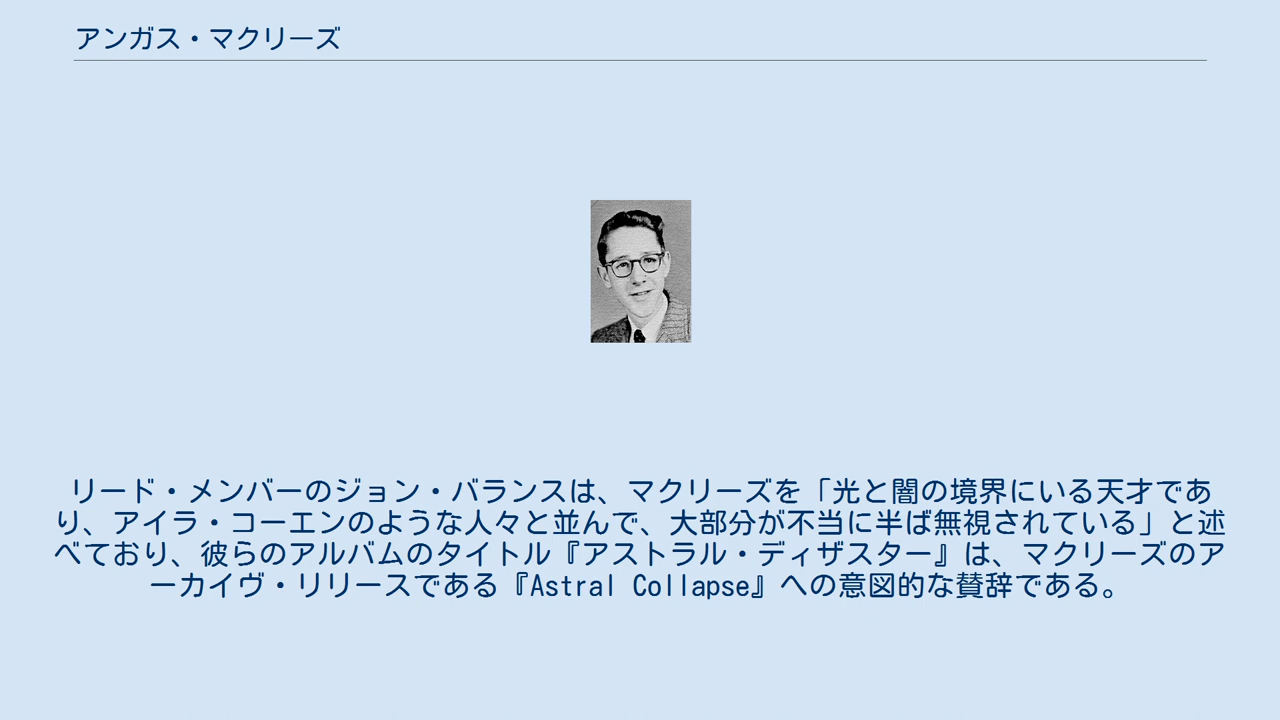 アンガス・マクリーズ
リード・メンバーのジョン・バランスは、マクリーズを「光と闇の境界にいる天才であ
り、アイラ・コーエンのような人々と並んで、大部分が不当に半ば無視されている」と述
べており、彼らのアルバムのタイトル『アストラル・ディザスター』は、マクリーズのア
ーカイヴ・リリースである『Astral Collapse』への意図的な賛辞である。